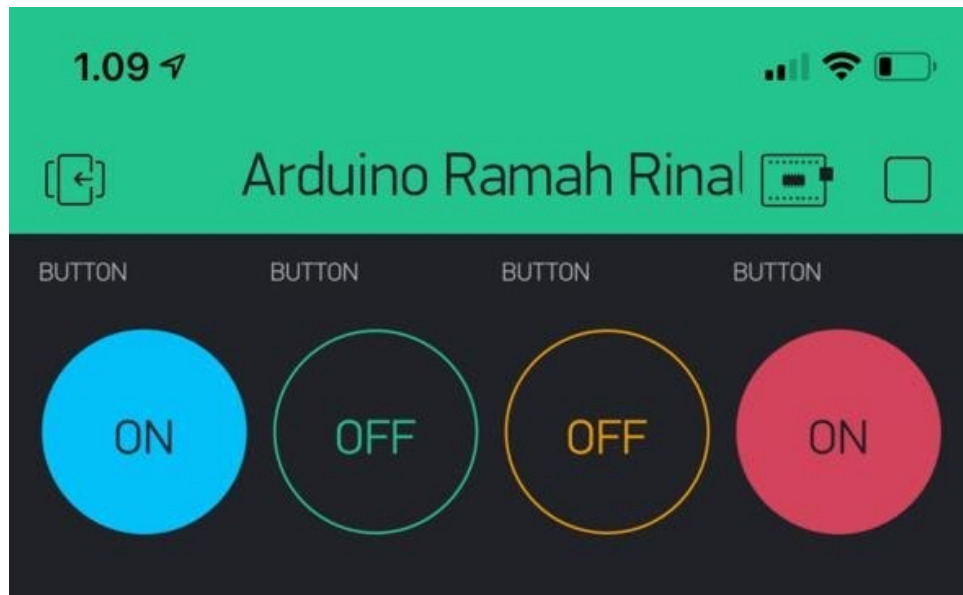 1.09
Arduino Ramah Rinal
BUTTON BUTTON BUTTON BUTTON
ON OFF OFF ON